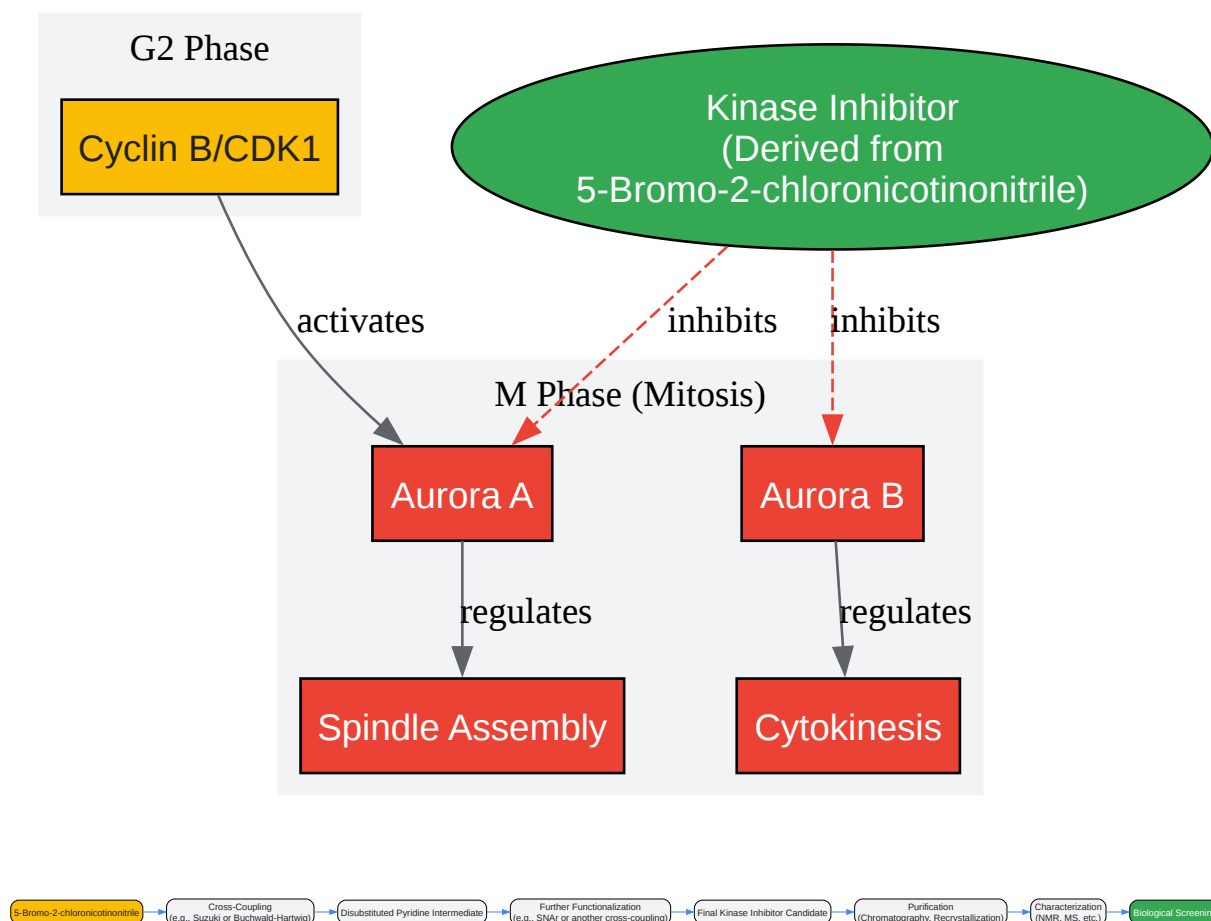 G2 Phase
Cyclin B/CDK1
Kinase Inhibitor
(Derived from
5-Bromo-2-chloronicotinonitrile)
activates
inhibits
inhibits
M Phase (Mitosis)
Aurora A
Aurora B
regulates
regulates
Spindle Assembly
Cytokinesis
5-Bromo-2-chloronicotinonitrile
Cross-Coupling
(e.g., Suzuki or Buchwald-Hartwig)
Disubstituted Pyridine Intermediate
Further Functionalization
(e.g., SNAr or another cross-coupling)
Final Kinase Inhibitor Candidate
Purification
(Chromatography, Recrystallization)
Characterization
(NMR, MS, etc.)
Biological Screening